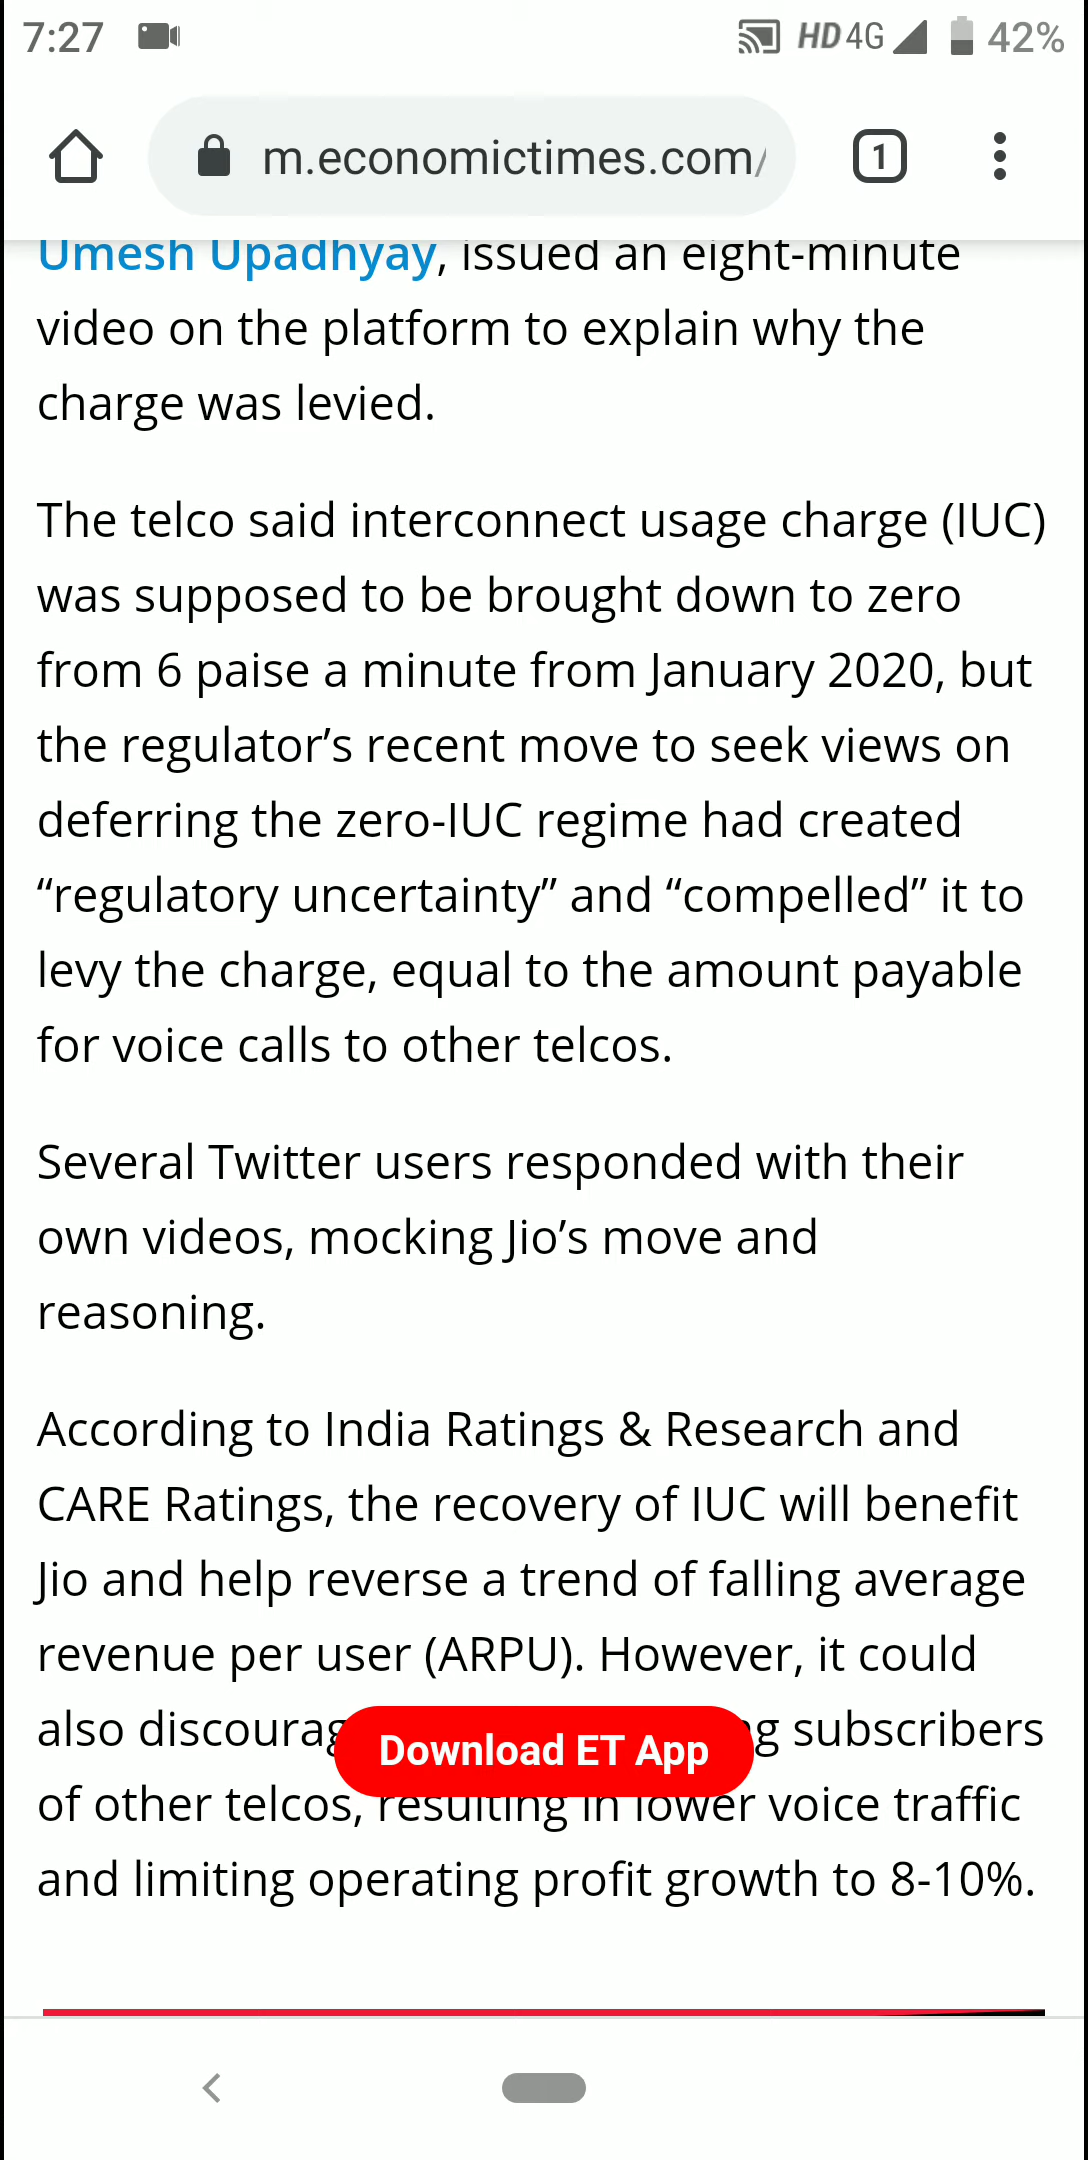 7:27 HD 4G 42%
m.economictimes.com/ 1
Umesh Upadhyay, issued an eight-minute
video on the platform to explain why the
charge was levied.
The telco said interconnect usage charge (IUC)
was supposed to be brought down to zero
from 6 paise a minute from January 2020, but
the regulator’s recent move to seek views on
deferring the zero-IUC regime had created
“regulatory uncertainty” and “compelled” it to
levy the charge, equal to the amount payable
for voice calls to other telcos.
Several Twitter users responded with their
own videos, mocking Jio’s move and
reasoning.
According to India Ratings & Research and
CARE Ratings, the recovery of IUC will benefit
Jio and help reverse a trend of falling average
revenue per user (ARPU). However, it could
also subscribers
Download ET App
of other telcos, resulting in lower voice traffic
and limiting operating profit growth to 8-10%.